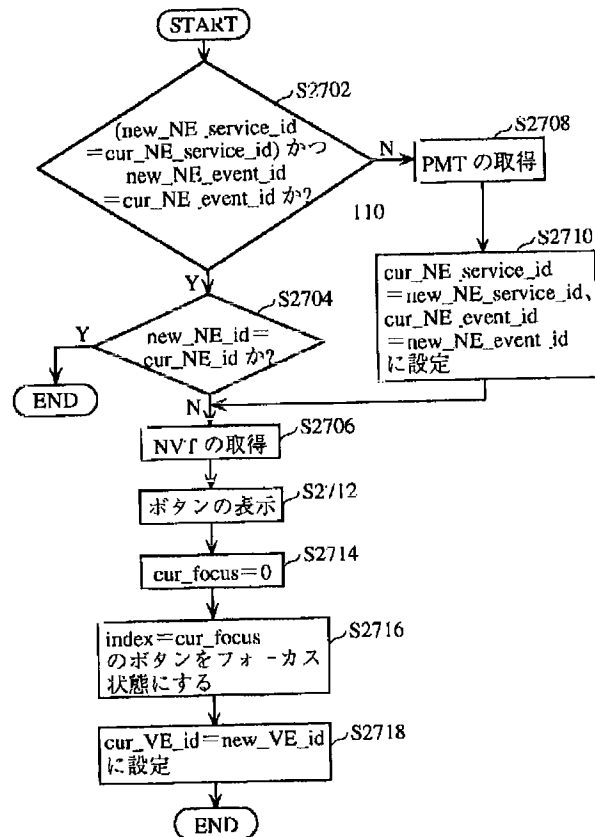 START
S2702
(new_NE_service_id
=cur_NE_service_id) かつ
new_NE_event_id
=cur_NE_event_id か?
N
S2708
PMT の取得
110
S2710
cur_NE_service_id
=new_NE_service_id、
cur_NE_event_id
=new_NE_event_id
に設定
Y
S2704
new_NE_id=
cur_NE_id か?
Y
END
N
S2706
NVT の取得
S2712
ボタンの表示
S2714
cur_focus=0
S2716
index=cur_focus
のボタンをフォーカス
状態にする
S2718
cur_VE_id=new_VE_id
に設定
END